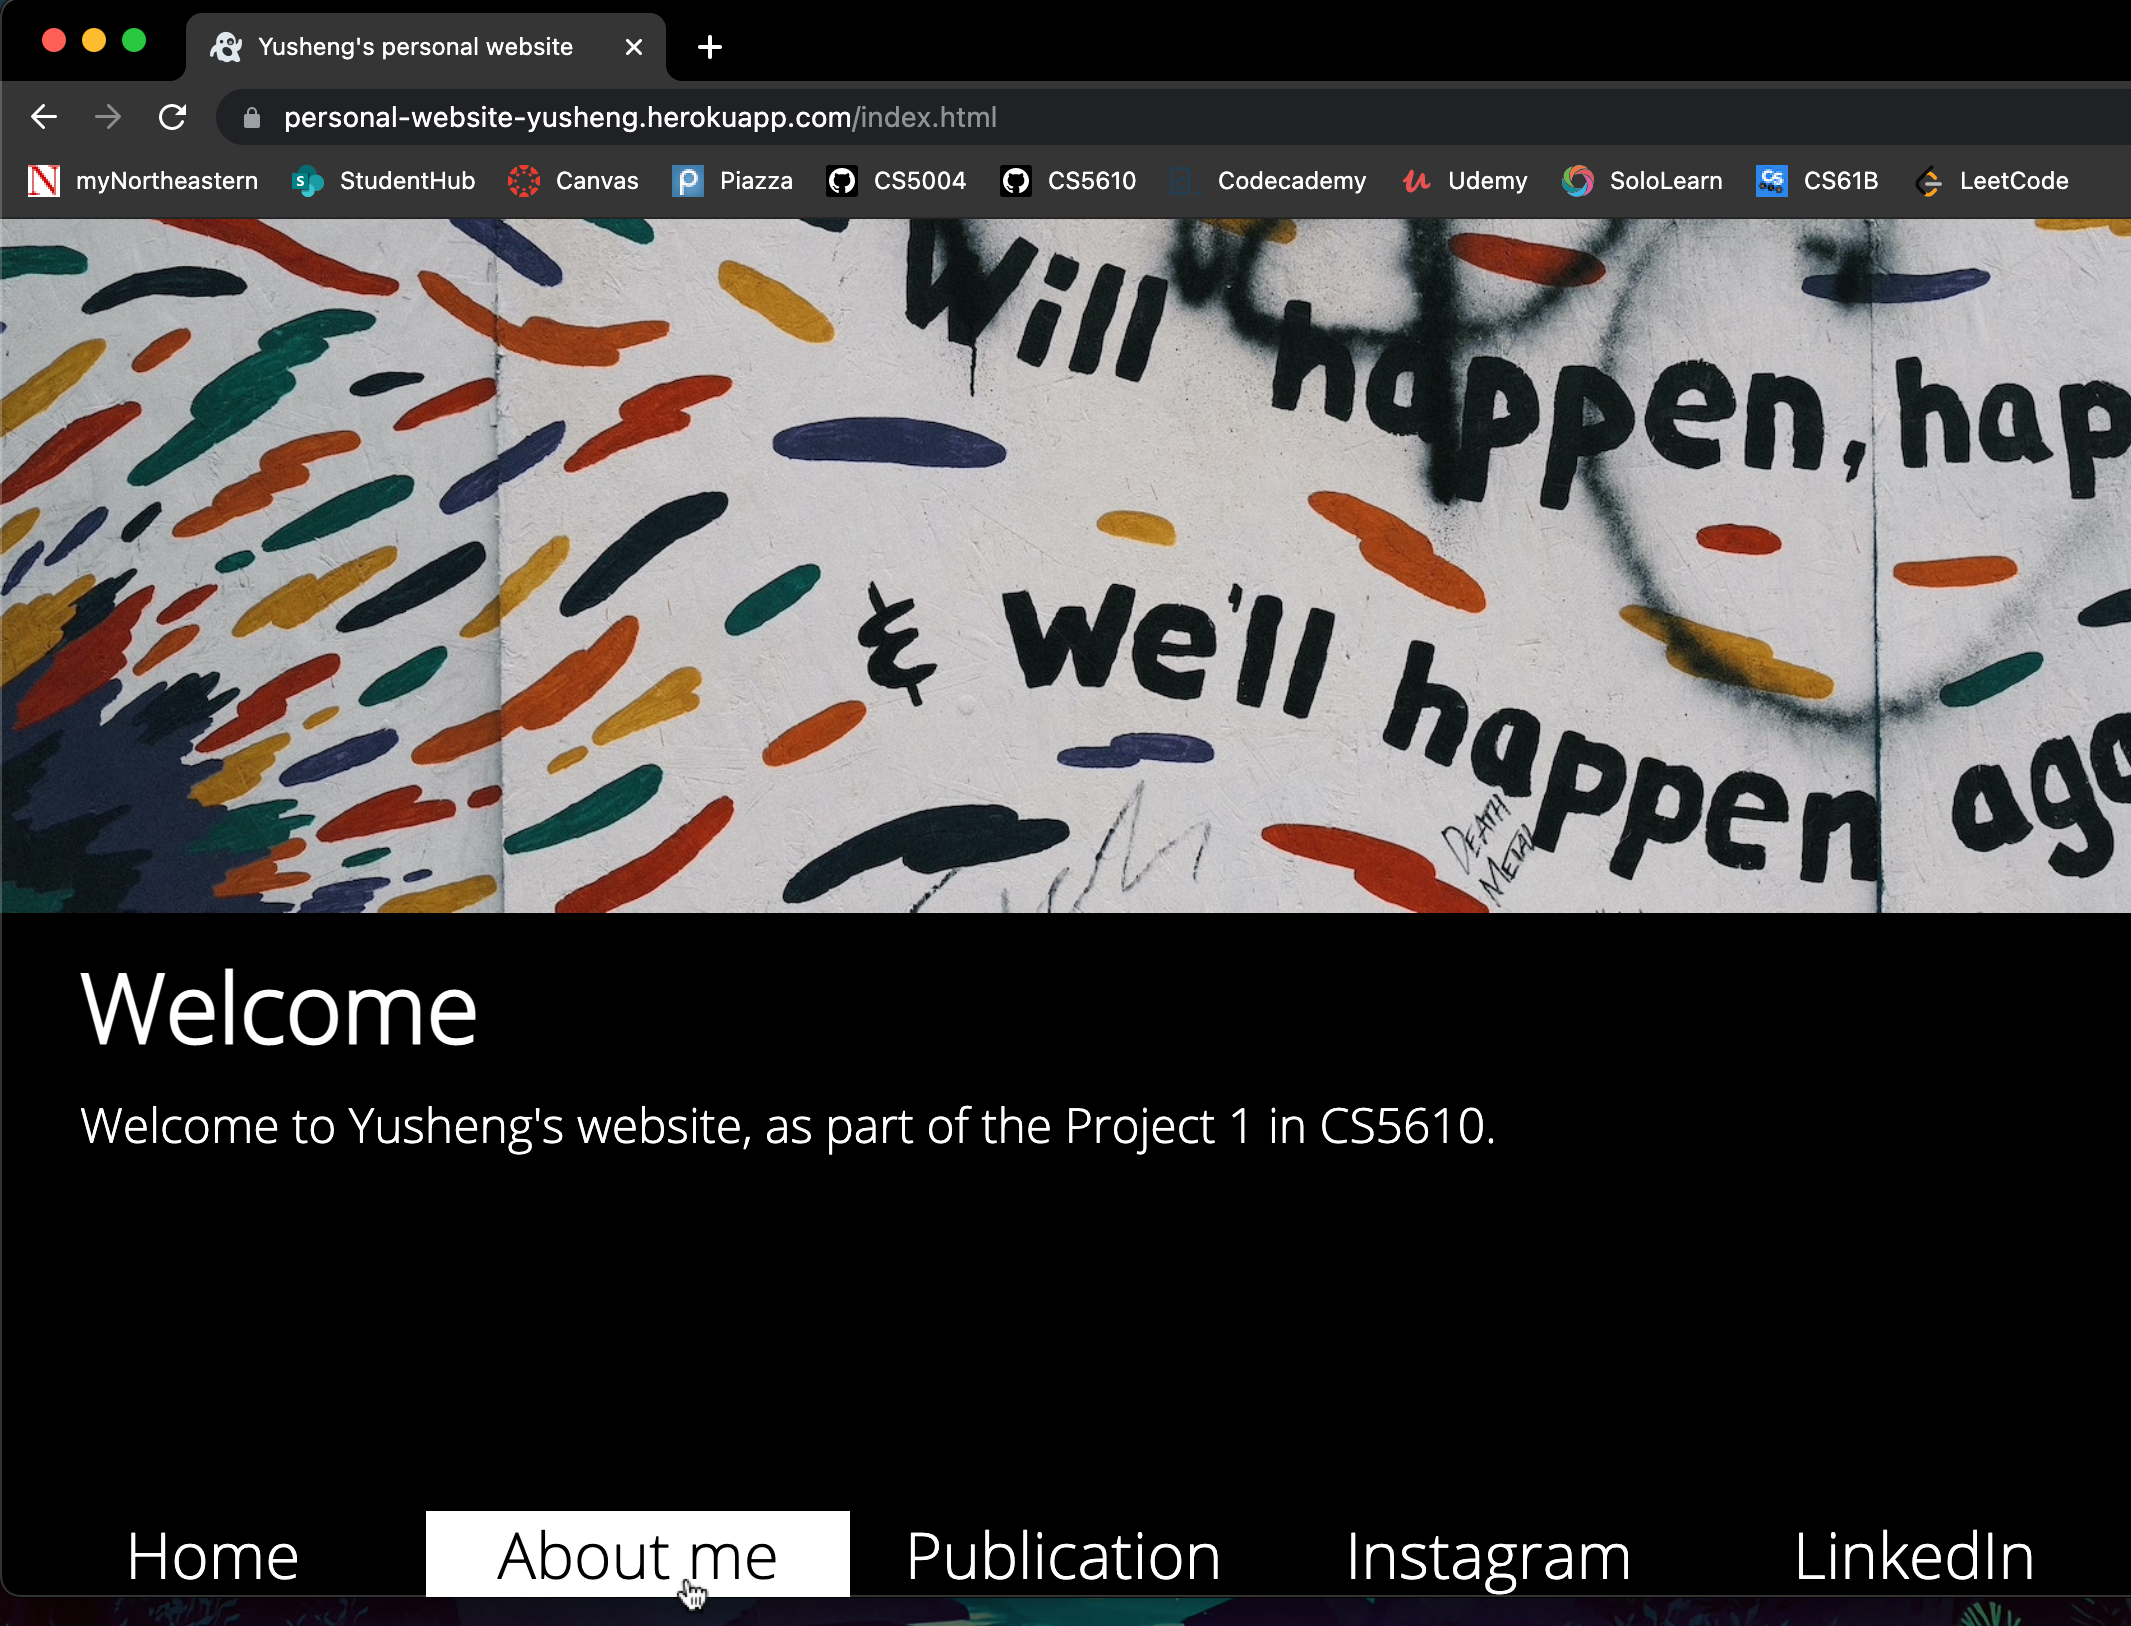 Yusheng's personal website
personal-website-yusheng.herokuapp.com/index.html
myNortheastern StudentHub Canvas Piazza CS5004 CS5610 Codecademy Udemy SoloLearn CS61B LeetCode
Will happen, hap
& we'll happen aga
DEATH
METAL
Welcome
Welcome to Yusheng's website, as part of the Project 1 in CS5610.
Home About me Publication Instagram LinkedIn